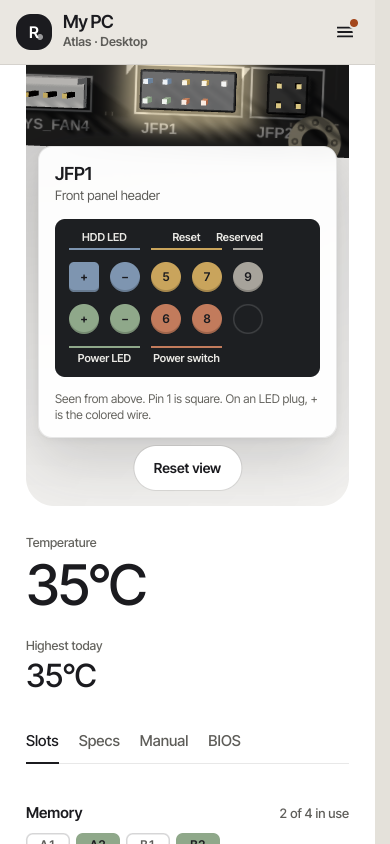 R
My PC
Atlas · Desktop
YS_FAN4
JFP1
JFP2
JFP1
Front panel header
HDD LED Reset Reserved
+ − 5 7 9
+ − 6 8
Power LED Power switch
Seen from above. Pin 1 is square. On an LED plug, +
is the colored wire.
Reset view
Temperature
35°C
Highest today
35°C
Slots Specs Manual BIOS
Memory 2 of 4 in use
A1 A2 B1 B2